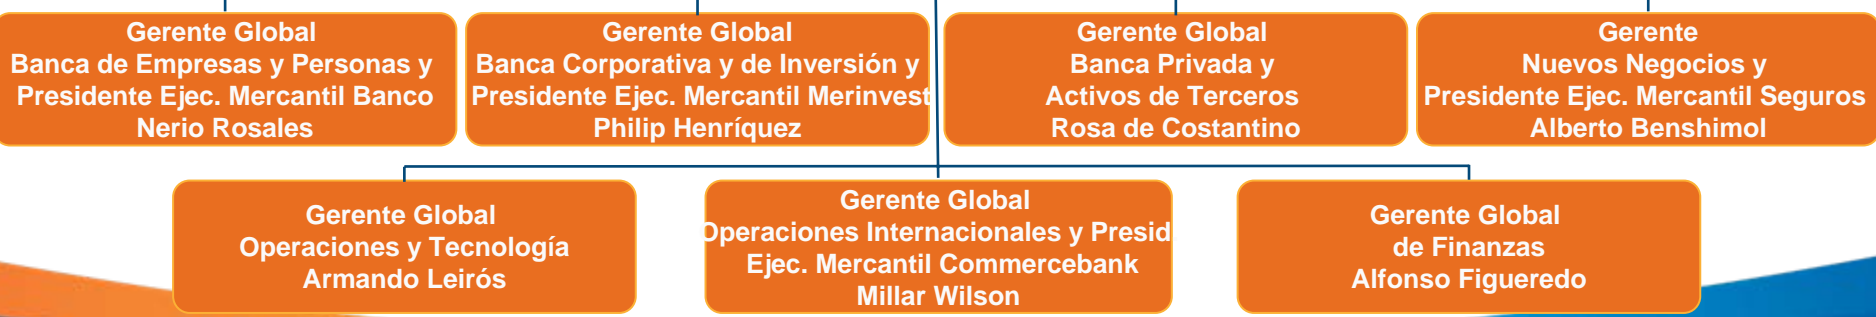 Gerente Global
Banca de Empresas y Personas y
Presidente Ejec. Mercantil Banco
Nerio Rosales
Gerente Global
Banca Corporativa y de Inversión y
Presidente Ejec. Mercantil Merinvest
Philip Henríquez
Gerente Global
Banca Privada y
Activos de Terceros
Rosa de Costantino
Gerente
Nuevos Negocios y
Presidente Ejec. Mercantil Seguros
Alberto Benshimol
Gerente Global
Operaciones y Tecnología
Armando Leirós
Gerente Global
Operaciones Internacionales y Presid
Ejec. Mercantil Commercebank
Millar Wilson
Gerente Global
de Finanzas
Alfonso Figueredo